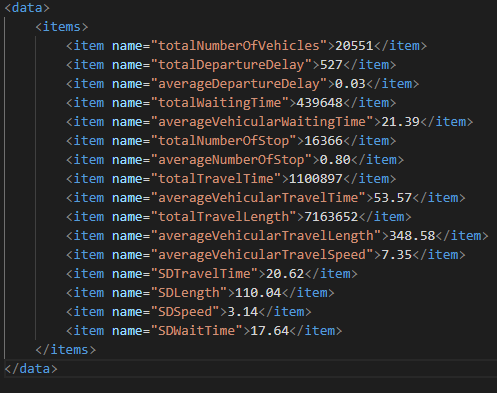 <data>
<items>
<item name="totalNumberOfVehicles">20551</item>
<item name="totalDepartureDelay">527</item>
<item name="averageDepartureDelay">0.03</item>
<item name="totalWaitingTime">439648</item>
<item name="averageVehicularWaitingTime">21.39</item>
<item name="totalNumberOfStop">16366</item>
<item name="averageNumberOfStop">0.80</item>
<item name="totalTravelTime">1100897</item>
<item name="averageVehicularTravelTime">53.57</item>
<item name="totalTravelLength">7163652</item>
<item name="averageVehicularTravelLength">348.58</item>
<item name="averageVehicularTravelSpeed">7.35</item>
<item name="SDTravelTime">20.62</item>
<item name="SDLength">110.04</item>
<item name="SDSpeed">3.14</item>
<item name="SDWaitTime">17.64</item>
</items>
</data>